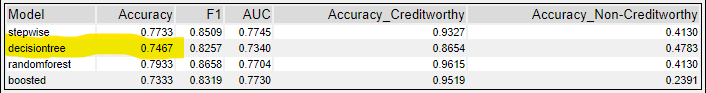 Model Accuracy F1 AUC Accuracy_Creditworthy Accuracy_Non-Creditworthy
stepwise 0.7733 0.8509 0.7745 0.9327 0.4130
decisiontree 0.7467 0.8257 0.7340 0.8654 0.4783
randomforest 0.7933 0.8658 0.7704 0.9615 0.4130
boosted 0.7333 0.8319 0.7730 0.9519 0.2391